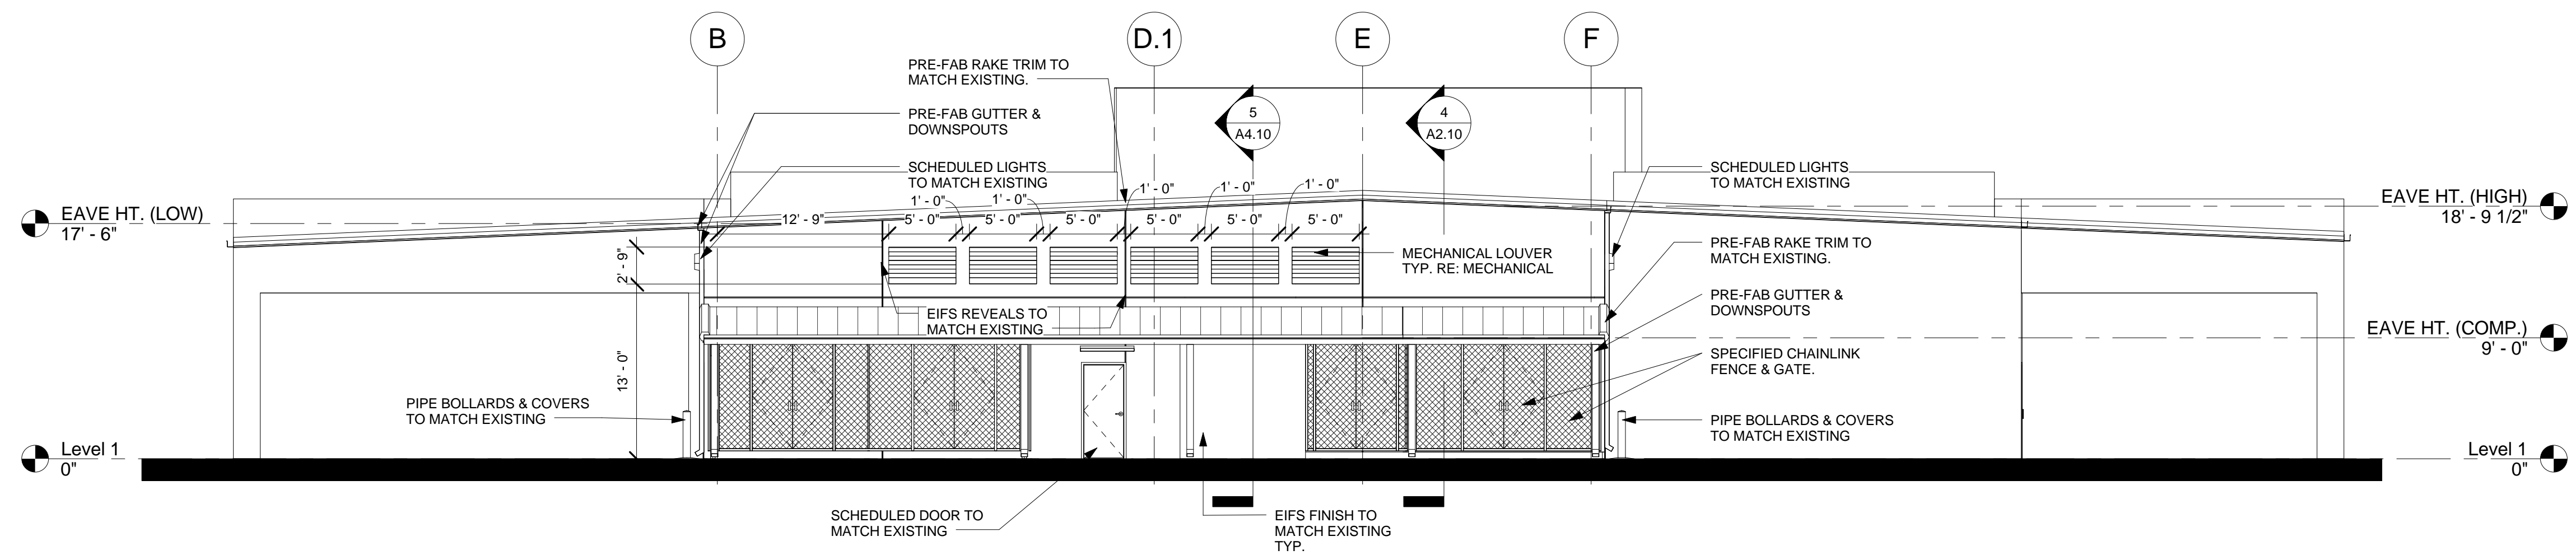 B
D.1
E
F
PRE-FAB RAKE TRIM TO
MATCH EXISTING.
PRE-FAB GUTTER &
DOWNSPOUTS
SCHEDULED LIGHTS
TO MATCH EXISTING
5
A4.10
4
A2.10
SCHEDULED LIGHTS
TO MATCH EXISTING
EAVE HT. (LOW)
17' - 6"
EAVE HT. (HIGH)
18' - 9 1/2"
1' - 0"
1' - 0"
1' - 0"
1' - 0"
1' - 0"
12' - 9"
5' - 0"
5' - 0"
5' - 0"
5' - 0"
5' - 0"
5' - 0"
2' - 9"
13' - 0"
MECHANICAL LOUVER
TYP. RE: MECHANICAL
PRE-FAB RAKE TRIM TO
MATCH EXISTING.
PRE-FAB GUTTER &
DOWNSPOUTS
EIFS REVEALS TO
MATCH EXISTING
EAVE HT. (COMP.)
9' - 0"
SPECIFIED CHAINLINK
FENCE & GATE.
PIPE BOLLARDS & COVERS
TO MATCH EXISTING
PIPE BOLLARDS & COVERS
TO MATCH EXISTING
Level 1
0"
Level 1
0"
SCHEDULED DOOR TO
MATCH EXISTING
EIFS FINISH TO
MATCH EXISTING
TYP.